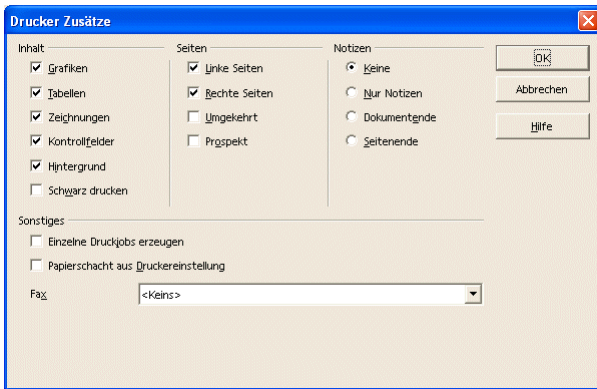 Drucker Zusätze
Inhalt
Grafiken
Tabellen
Zeichnungen
Kontrollfelder
Hintergrund
Schwarz drucken
Seiten
Linke Seiten
Rechte Seiten
Umgekehrt
Prospekt
Notizen
Keine
Nur Notizen
Dokumentende
Seitenende
OK
Abbrechen
Hilfe
Sonstiges
Einzelne Druckjobs erzeugen
Papierschacht aus Druckereinstellung
Fax
<Keins>